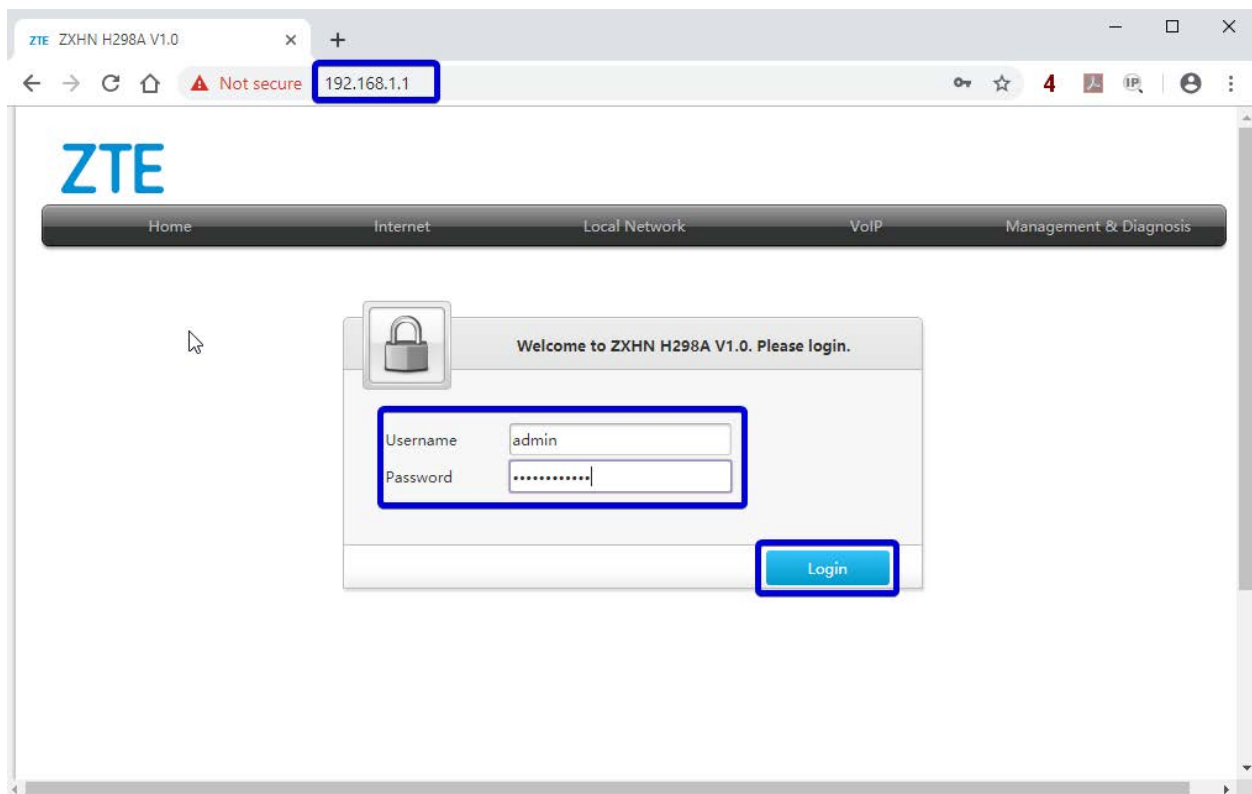 ZTE ZXHN H298A V1.0
Not secure 192.168.1.1
4 IP
ZTE
Home Internet Local Network VoIP Management & Diagnosis
Welcome to ZXHN H298A V1.0. Please login.
Username admin
Password ••••••••••••
Login